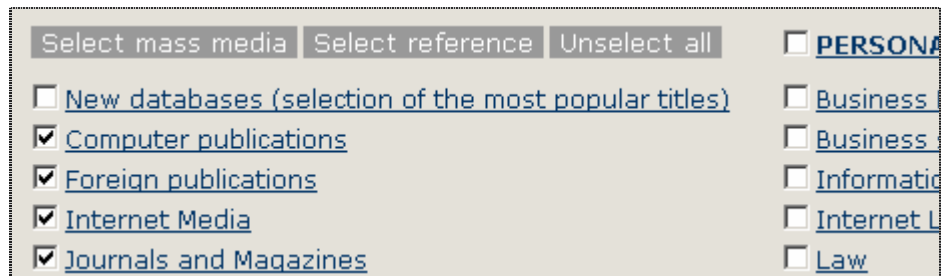 Select mass media Select reference Unselect all
New databases (selection of the most popular titles)
Computer publications
Foreign publications
Internet Media
Journals and Magazines
Business
Business
Internet
Law